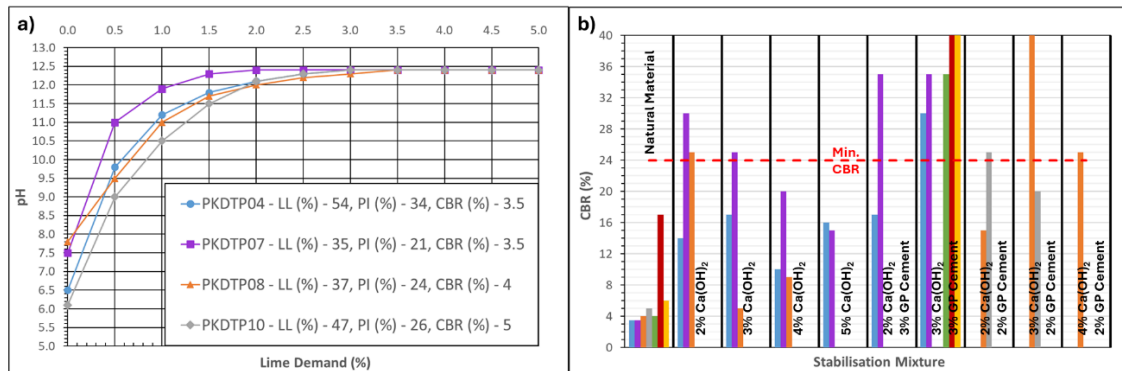 a)
0.0 0.5 1.0 1.5 2.0 2.5 3.0 3.5 4.0 4.5 5.0
13.0
12.5
12.0
11.5
11.0
10.5
10.0
9.5
9.0
8.5
8.0
7.5
7.0
6.5
6.0
5.5
5.0
pH
PKDTP04 - LL (%) - 54, PI (%) - 34, CBR (%) - 3.5
PKDTP07 - LL (%) - 35, PI (%) - 21, CBR (%) - 3.5
PKDTP08 - LL (%) - 37, PI (%) - 24, CBR (%) - 4
PKDTP10 - LL (%) - 47, PI (%) - 26, CBR (%) - 5
Lime Demand (%)
b)
40
36
32
28
24
20
16
12
8
4
0
CBR (%)
Natural Material
Min.
CBR
2% Ca(OH)₂
3% Ca(OH)₂
4% Ca(OH)₂
5% Ca(OH)₂
2% Ca(OH)₂
3% GP Cement
3% Ca(OH)₂
3% GP Cement
2% Ca(OH)₂
2% GP Cement
3% Ca(OH)₂
2% GP Cement
4% Ca(OH)₂
2% GP Cement
Stabilisation Mixture